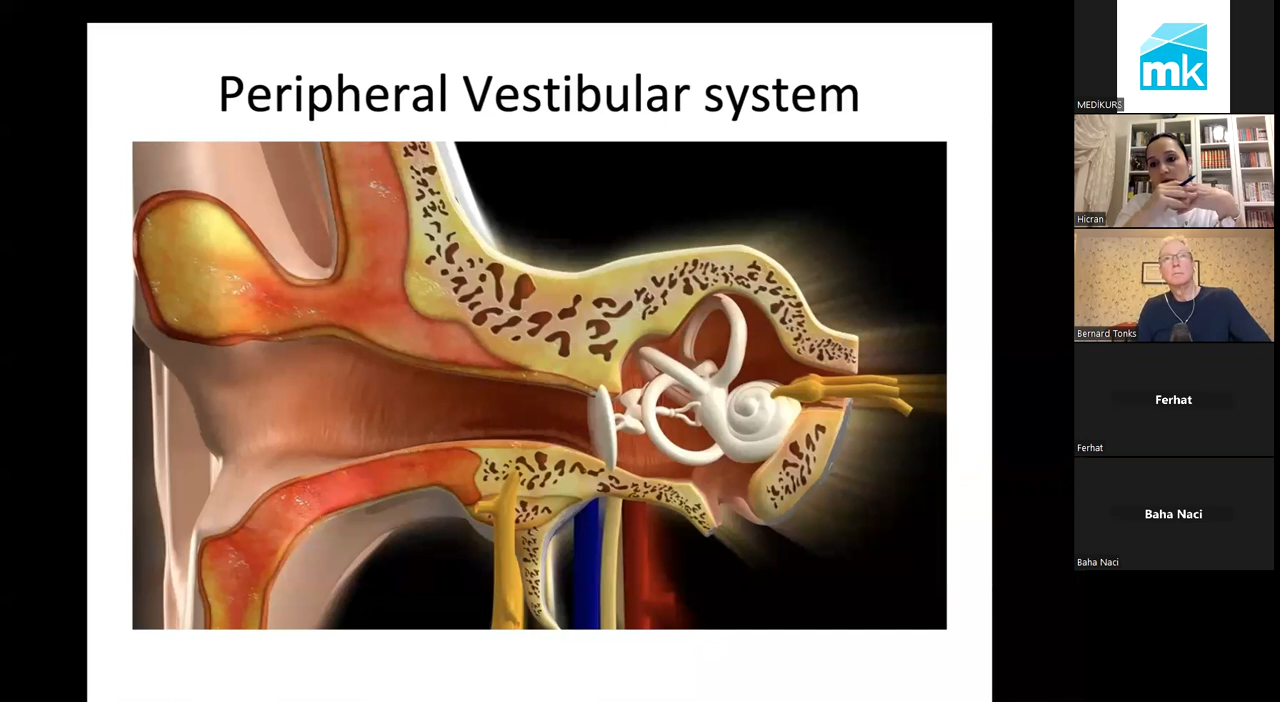 Peripheral Vestibular system
mk
MEDİKURS
Hicran
Bernard Tonks
Ferhat
Ferhat
Baha Naci
Baha Naci